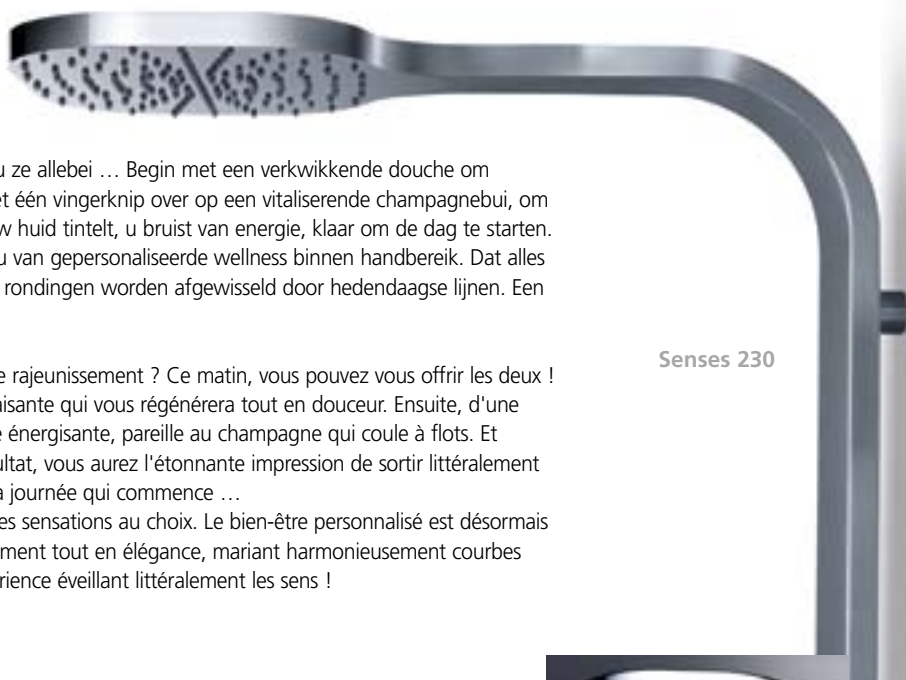 u ze allebei … Begin met een verkwikkende douche om
één vingerknip over op een vitaliserende champagnebui, om
huid tintelt, u bruist van energie, klaar om de dag te starten.
u van gepersonaliseerde wellness binnen handbereik. Dat alles
rondingen worden afgewisseld door hedendaagse lijnen. Een
Senses 230
e rajeunissement ? Ce matin, vous pouvez vous offrir les deux !
aisante qui vous régénérera tout en douceur. Ensuite, d'une
énergisante, pareille au champagne qui coule à flots. Et
ultat, vous aurez l'étonnante impression de sortir littéralement
a journée qui commence …
es sensations au choix. Le bien-être personnalisé est désormais
ment tout en élégance, mariant harmonieusement courbes
rience éveillant littéralement les sens !